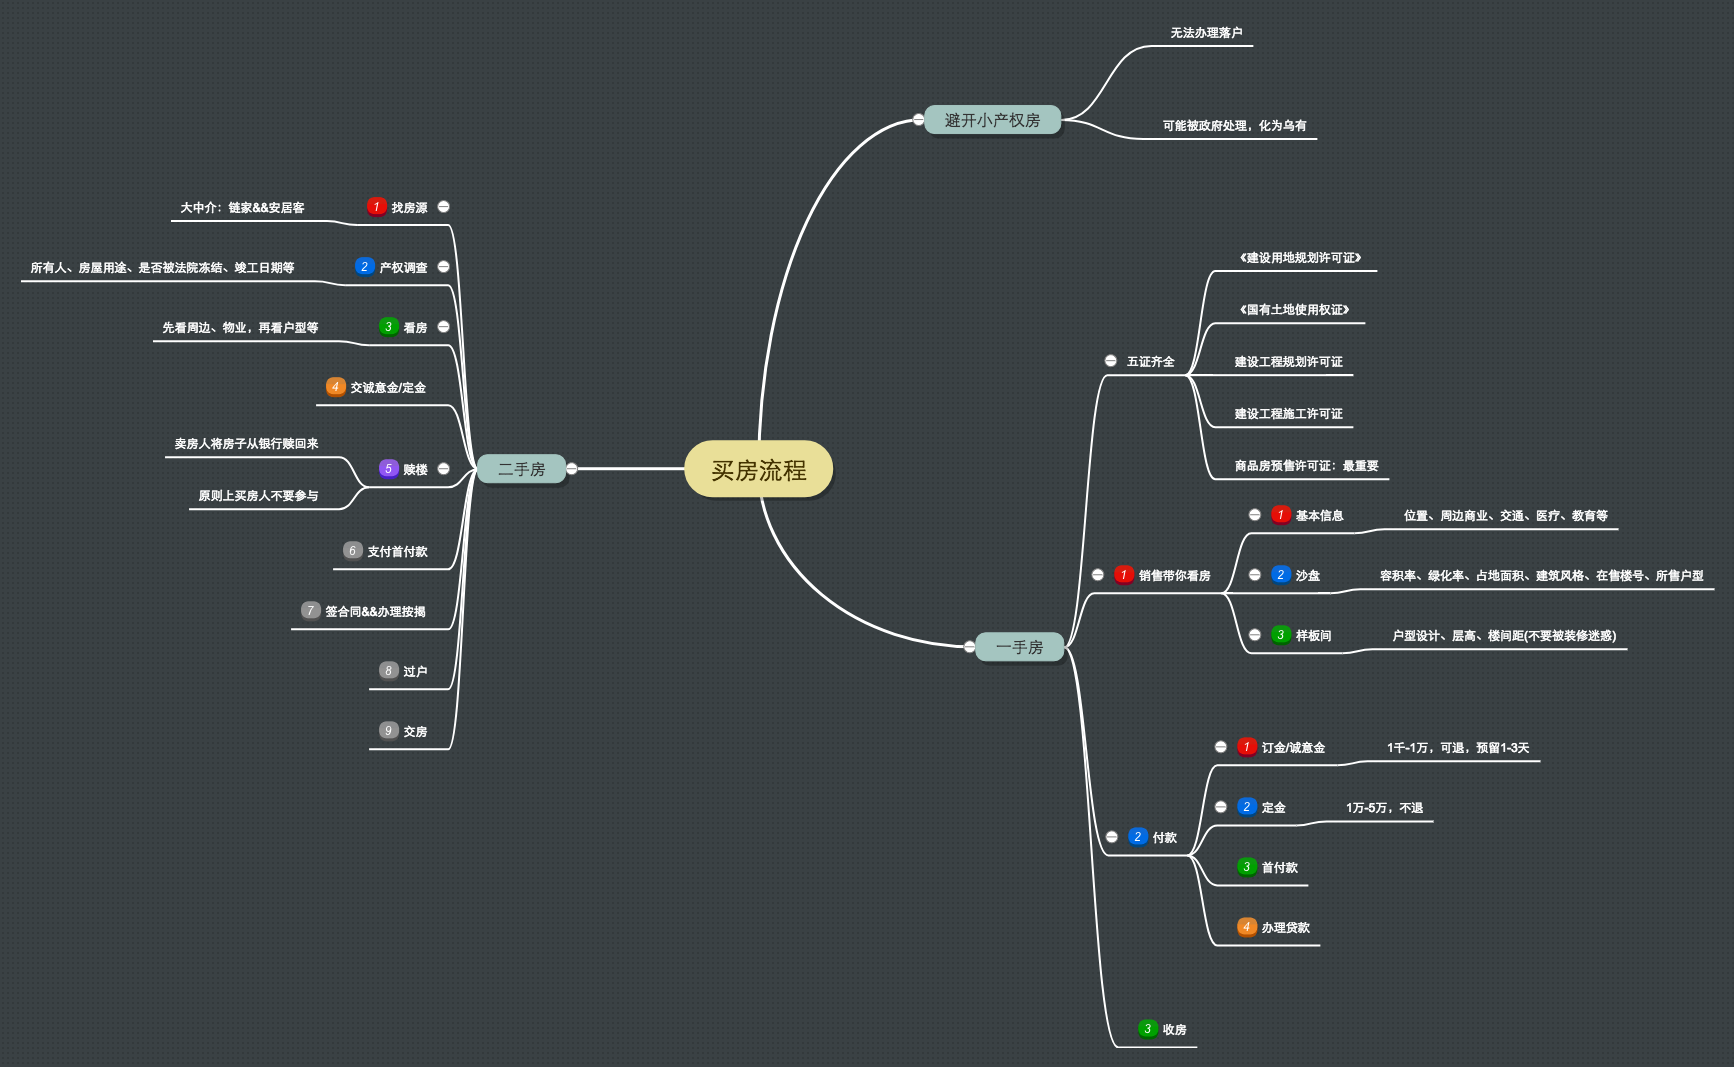 买房流程
避开小产权房
无法办理落户
可能被政府处理，化为乌有
一手房
五证齐全
《建设用地规划许可证》
《国有土地使用权证》
建设工程规划许可证
建设工程施工许可证
商品房预售许可证：最重要
1 销售带你看房
1 基本信息
位置、周边商业、交通、医疗、教育等
2 沙盘
容积率、绿化率、占地面积、建筑风格、在售楼号、所售户型
3 样板间
户型设计、层高、楼间距(不要被装修迷惑)
2 付款
1 订金/诚意金
1千-1万，可退，预留1-3天
2 定金
1万-5万，不退
3 首付款
4 办理贷款
3 收房
二手房
1 找房源
大中介：链家&&安居客
2 产权调查
所有人、房屋用途、是否被法院冻结、竣工日期等
3 看房
先看周边、物业，再看户型等
4 交诚意金/定金
5 赎楼
卖房人将房子从银行赎回来
原则上买房人不要参与
6 支付首付款
7 签合同&&办理按揭
8 过户
9 交房